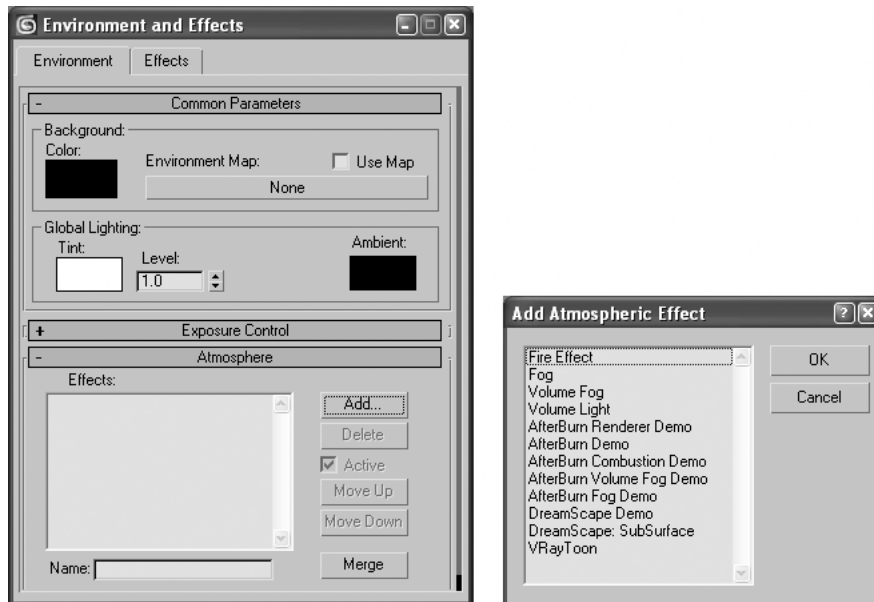 Environment and Effects
Environment
Effects
- Common Parameters
Background:
Color:
Environment Map:
Use Map
None
Global Lighting:
Tint:
Level:
1.0
Ambient:
+ Exposure Control
- Atmosphere
Effects:
Add...
Delete
Active
Move Up
Move Down
Name:
Merge
Add Atmospheric Effect
Fire Effect
Fog
Volume Fog
Volume Light
AfterBurn Renderer Demo
AfterBurn Demo
AfterBurn Combustion Demo
AfterBurn Volume Fog Demo
AfterBurn Fog Demo
DreamScape Demo
DreamScape: SubSurface
VRayToon
OK
Cancel